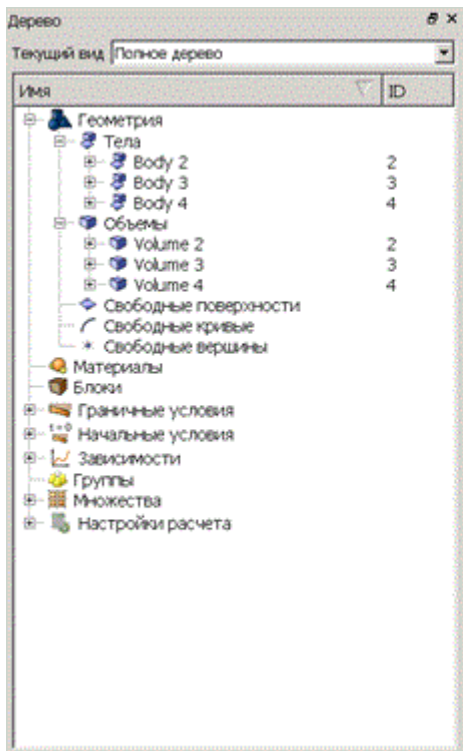 Дерево
Текущий вид Полное дерево
Имя ID
Геометрия
Тела
Body 2 2
Body 3 3
Body 4 4
Объемы
Volume 2 2
Volume 3 3
Volume 4 4
Свободные поверхности
Свободные кривые
Свободные вершины
Материалы
Блоки
Граничные условия
t=0 Начальные условия
Зависимости
Группы
Множества
Настройки расчета